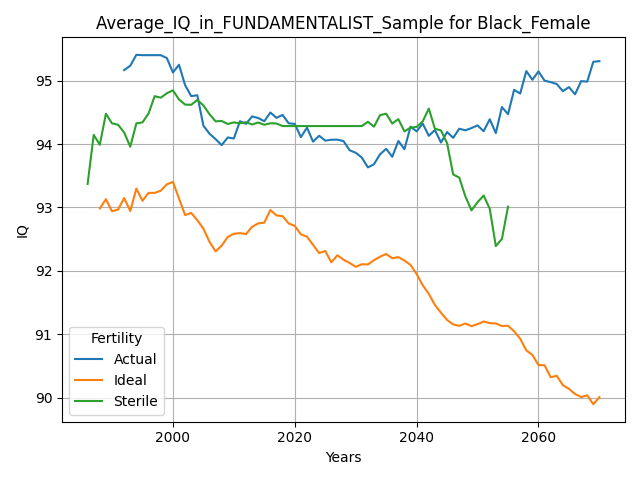 Average_IQ_in_FUNDAMENTALIST_Sample for Black_Female
95
94
93
92
91
90
IQ
Fertility
Actual
Ideal
Sterile
2000 2020 2040 2060
Years